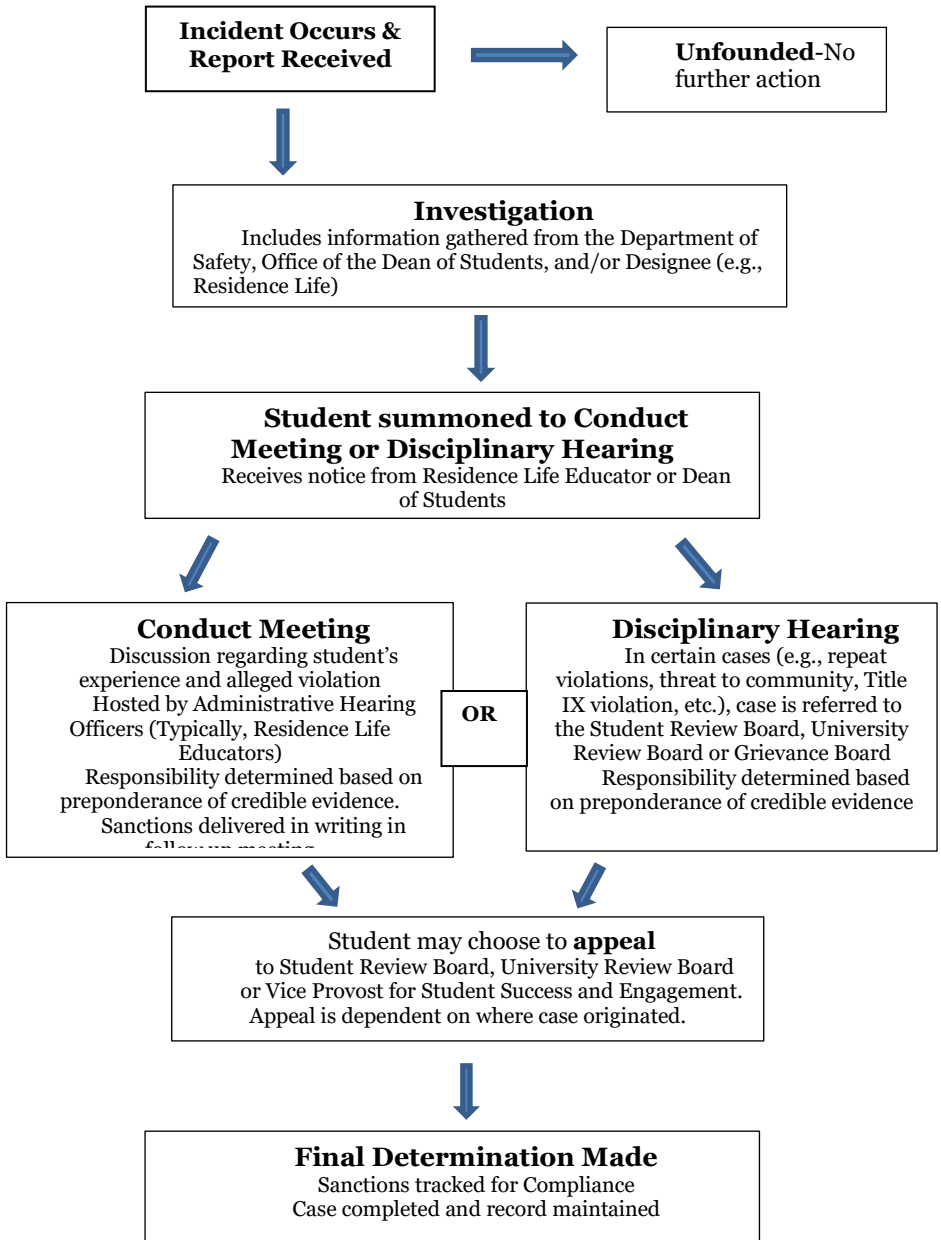 Incident Occurs &
Report Received
Unfounded-No
further action
Investigation
Includes information gathered from the Department of
Safety, Office of the Dean of Students, and/or Designee (e.g.,
Residence Life)
Student summoned to Conduct
Meeting or Disciplinary Hearing
Receives notice from Residence Life Educator or Dean
of Students
Conduct Meeting
Discussion regarding student's
experience and alleged violation
Hosted by Administrative Hearing
Officers (Typically, Residence Life
Educators)
Responsibility determined based on
preponderance of credible evidence.
Sanctions delivered in writing in
OR
Disciplinary Hearing
In certain cases (e.g., repeat
violations, threat to community, Title
IX violation, etc.), case is referred to
the Student Review Board, University
Review Board or Grievance Board
Responsibility determined based
on preponderance of credible evidence
Student may choose to appeal
to Student Review Board, University Review Board
or Vice Provost for Student Success and Engagement.
Appeal is dependent on where case originated.
Final Determination Made
Sanctions tracked for Compliance
Case completed and record maintained